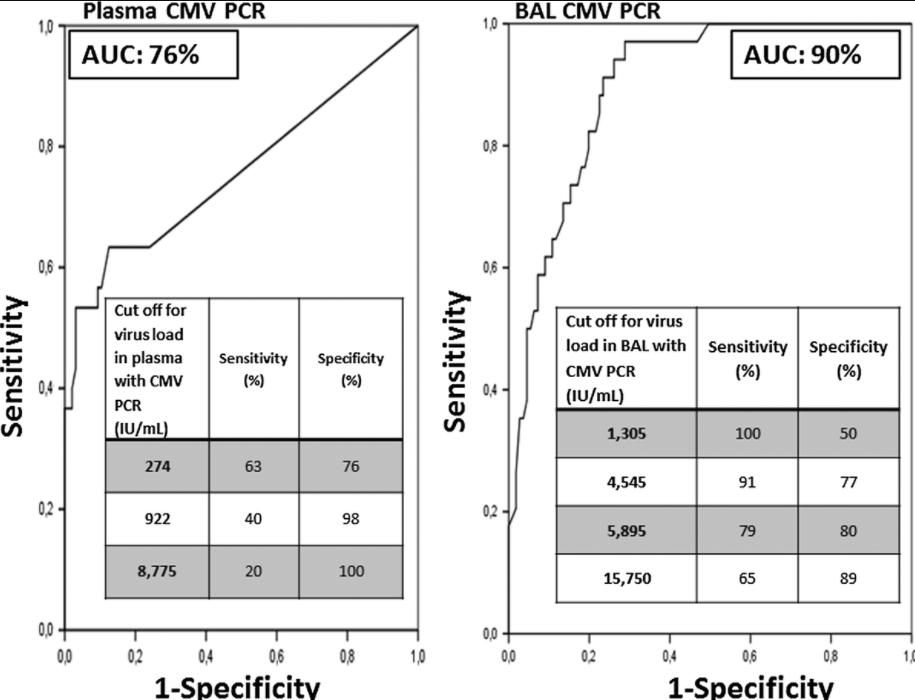 Plasma CMV PCR
AUC: 76%
1,0
0,8
0,6
0,4
0,2
0,0
Sensitivity
Cut off for
virus load
in plasma
with CMV
PCR
(IU/mL)
Sensitivity
(%)
Specificity
(%)
274 63 76
922 40 98
8,775 20 100
0,0 0,2 0,4 0,6 0,8 1,0
1-Specificity
BAL CMV PCR
AUC: 90%
1,0
0,8
0,6
0,4
0,2
0,0
Sensitivity
Cut off for virus
load in BAL with
CMV PCR
(IU/mL)
Sensitivity
(%)
Specificity
(%)
1,305 100 50
4,545 91 77
5,895 79 80
15,750 65 89
0,0 0,2 0,4 0,6 0,8 1,0
1-Specificity